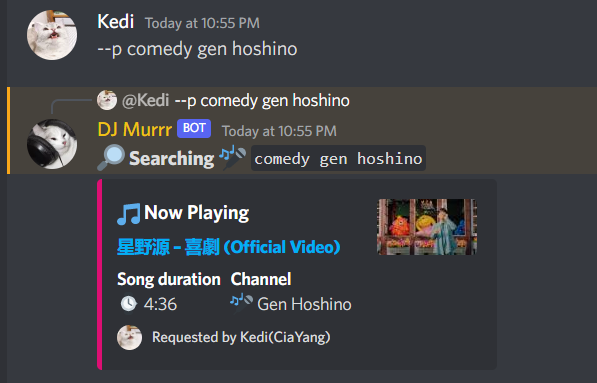 Kedi Today at 10:55 PM
--p comedy gen hoshino
@Kedi --p comedy gen hoshino
DJ Murrr BOT Today at 10:55 PM
Searching comedy gen hoshino
Now Playing
星野源 – 喜劇 (Official Video)
Song duration Channel
4:36 Gen Hoshino
Requested by Kedi(CiaYang)